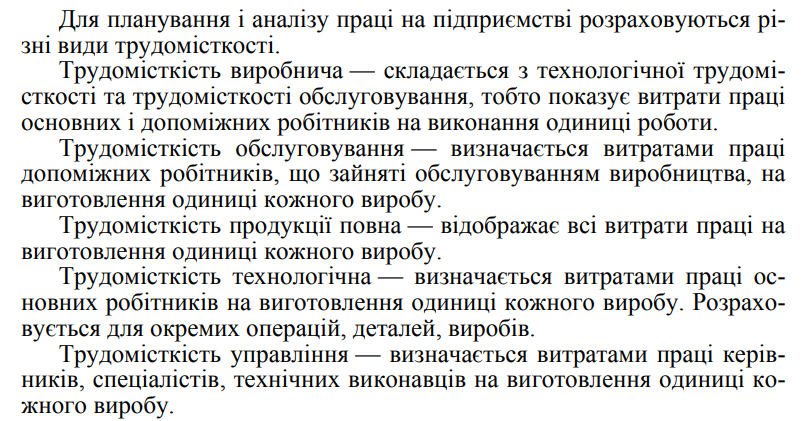 Для планування і аналізу праці на підприємстві розраховуються рі-
зні види трудомісткості.
Трудомісткість виробнича — складається з технологічної трудомі-
сткості та трудомісткості обслуговування, тобто показує витрати праці
основних і допоміжних робітників на виконання одиниці роботи.
Трудомісткість обслуговування — визначається витратами праці
допоміжних робітників, що зайняті обслуговуванням виробництва, на
виготовлення одиниці кожного виробу.
Трудомісткість продукції повна — відображає всі витрати праці на
виготовлення одиниці кожного виробу.
Трудомісткість технологічна — визначається витратами праці ос-
новних робітників на виготовлення одиниці кожного виробу. Розрахо-
вується для окремих операцій, деталей, виробів.
Трудомісткість управління — визначається витратами праці керів-
ників, спеціалістів, технічних виконавців на виготовлення одиниці ко-
жного виробу.